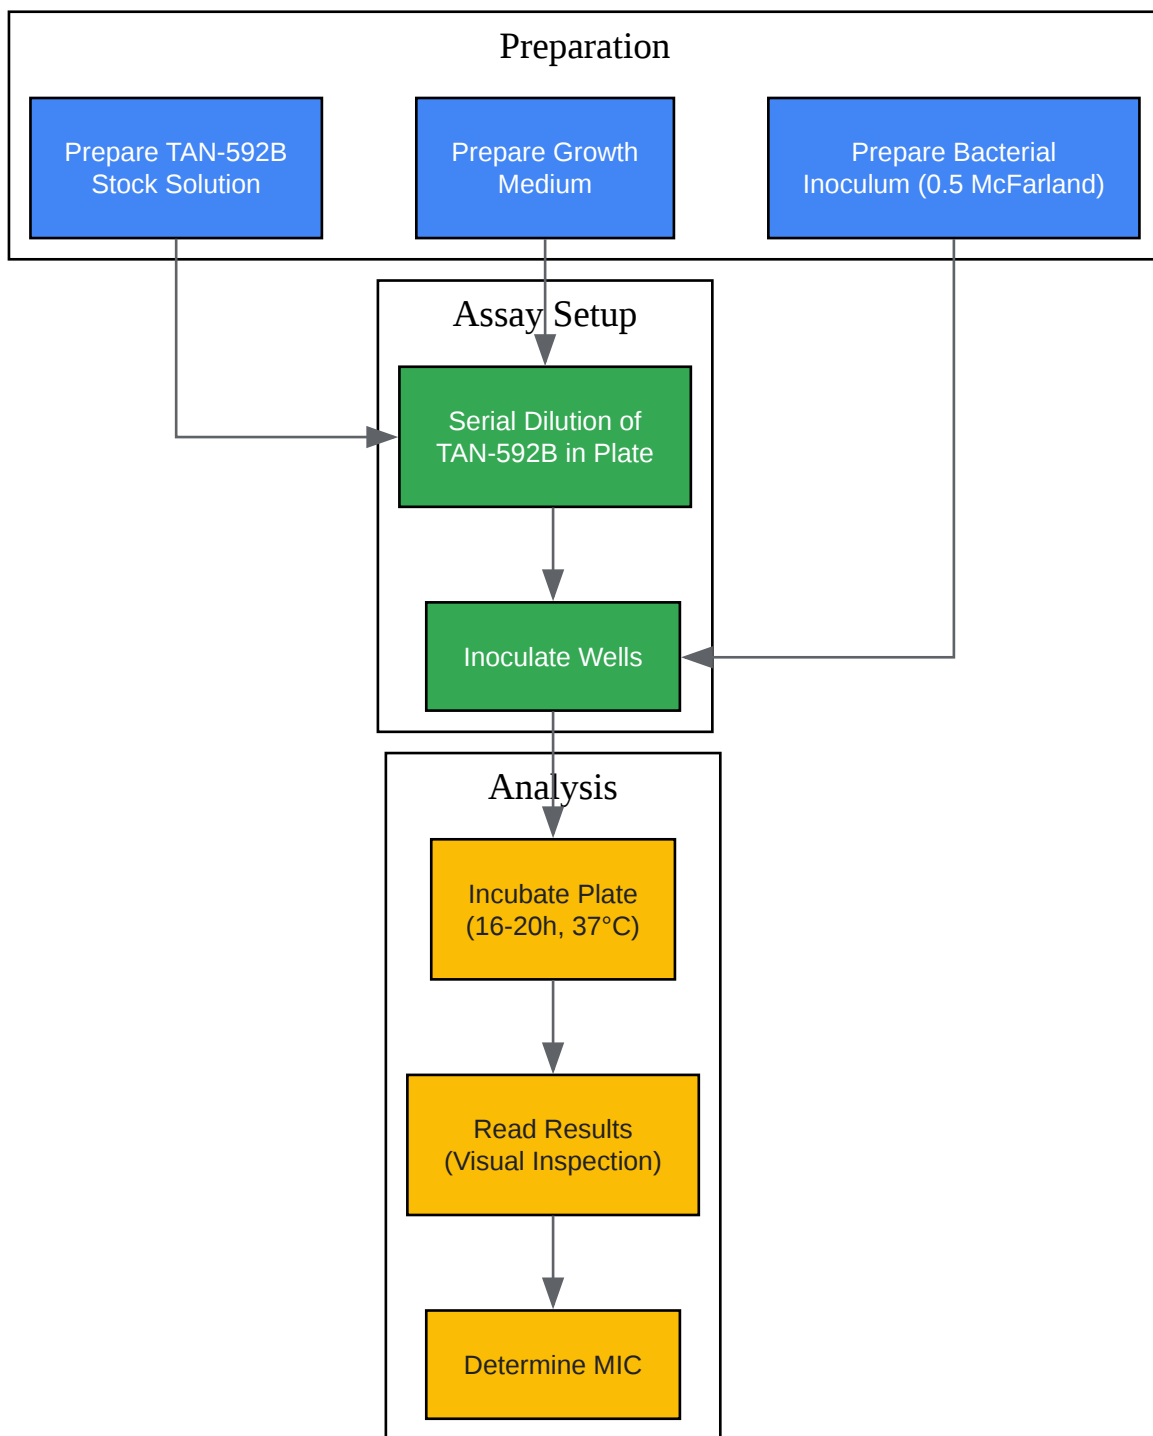 Preparation
Prepare TAN-592B
Stock Solution
Prepare Growth
Medium
Prepare Bacterial
Inoculum (0.5 McFarland)
Assay Setup
Serial Dilution of
TAN-592B in Plate
Inoculate Wells
Analysis
Incubate Plate
(16-20h, 37°C)
Read Results
(Visual Inspection)
Determine MIC